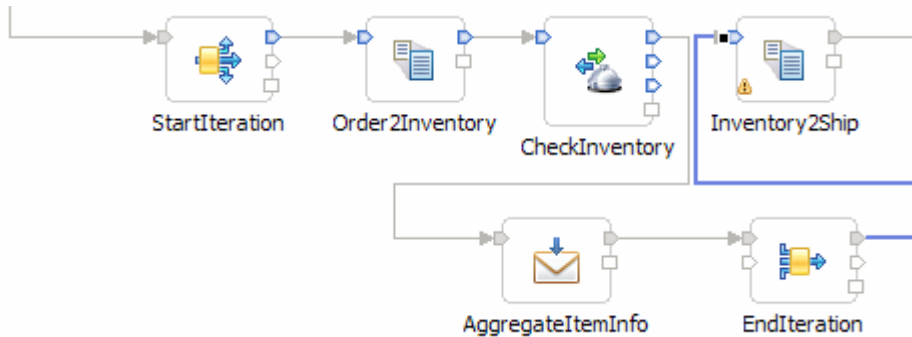 StartIteration
Order2Inventory
CheckInventory
Inventory2Ship
AggregateItemInfo
EndIteration